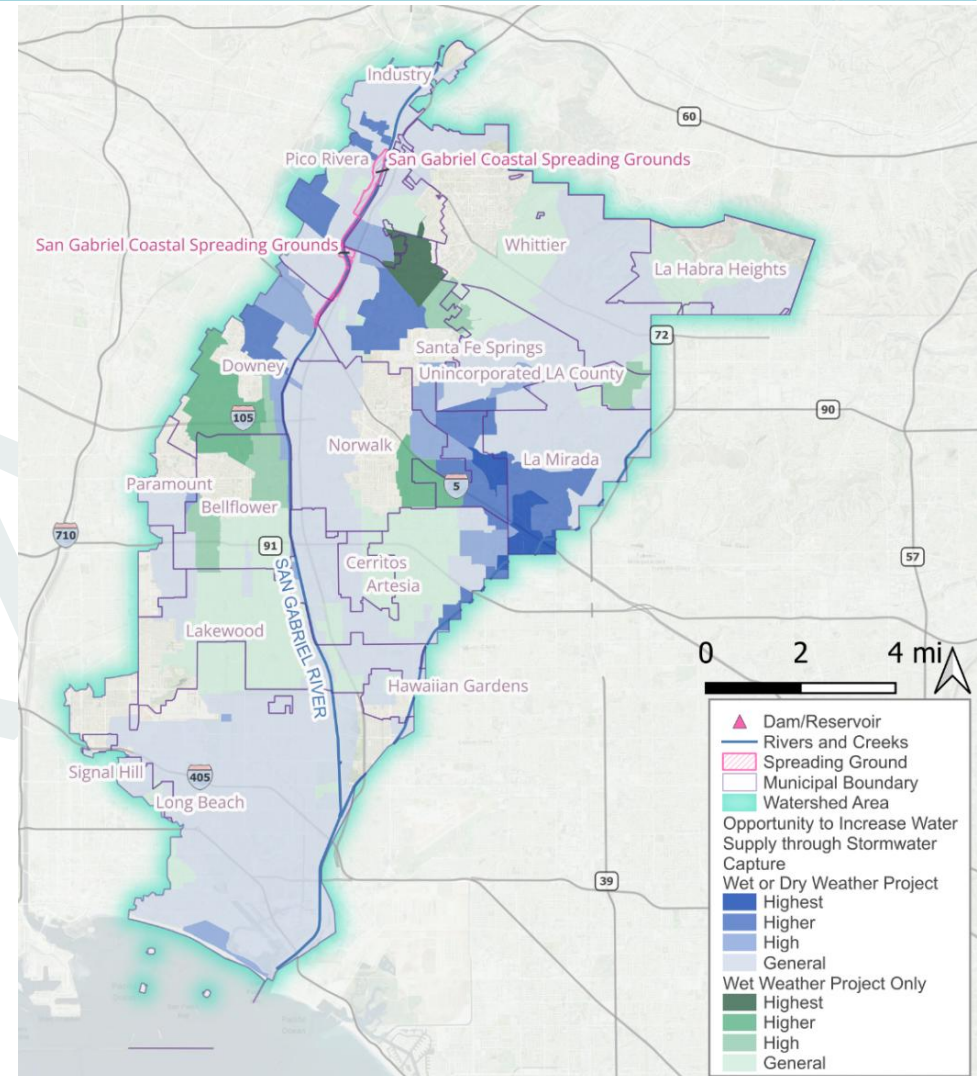 Industry
60
Pico Rivera
San Gabriel Coastal Spreading Grounds
San Gabriel Coastal Spreading Grounds
Whittier
La Habra Heights
72
Santa Fe Springs
Downey
Unincorporated LA County
90
105
Norwalk
La Mirada
5
Paramount
Bellflower
710
91
57
SAN GABRIEL RIVER
Cerritos
Artesia
Lakewood
0 2 4 mi
Hawaiian Gardens
Signal Hill
405
Long Beach
39
Dam/Reservoir
Rivers and Creeks
Spreading Ground
Municipal Boundary
Watershed Area
Opportunity to Increase Water
Supply through Stormwater
Capture
Wet or Dry Weather Project
Highest
Higher
High
General
Wet Weather Project Only
Highest
Higher
High
General